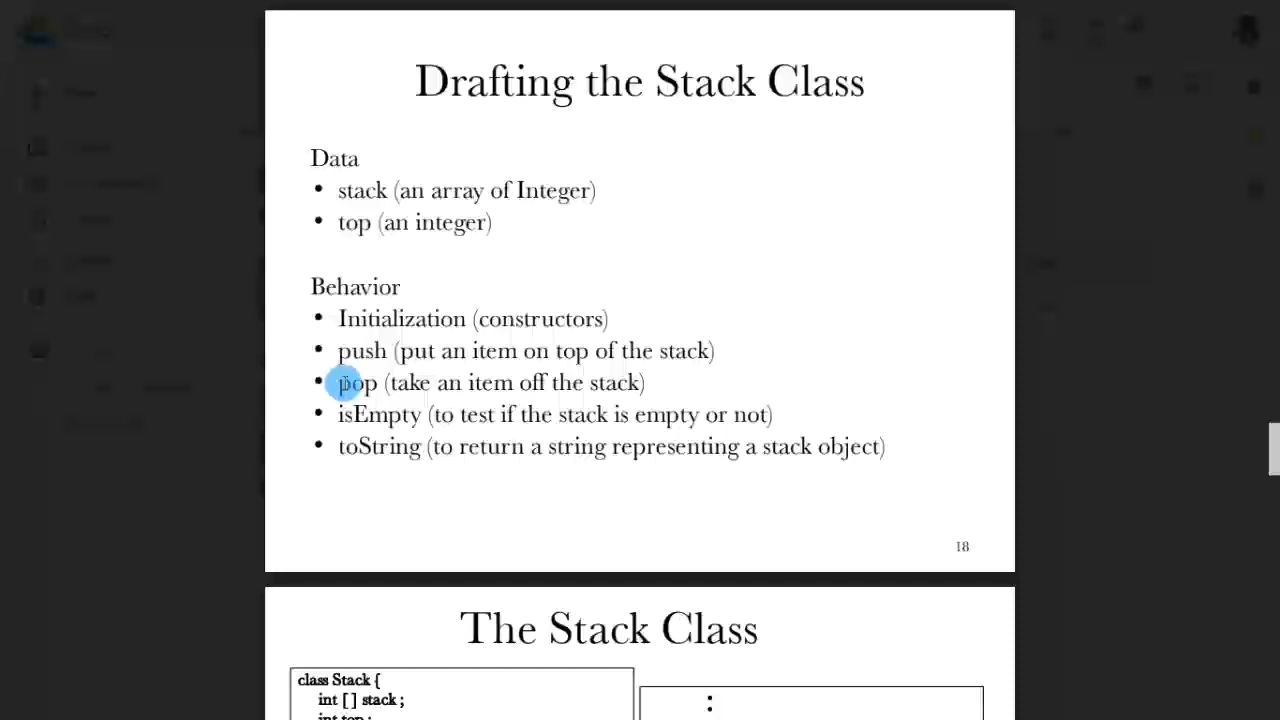 Drafting the Stack Class
Data
• stack (an array of Integer)
• top (an integer)
Behavior
• Initialization (constructors)
• push (put an item on top of the stack)
• pop (take an item off the stack)
• isEmpty (to test if the stack is empty or not)
• toString (to return a string representing a stack object)
18
The Stack Class
class Stack {
int [ ] stack ;
int top ;
: